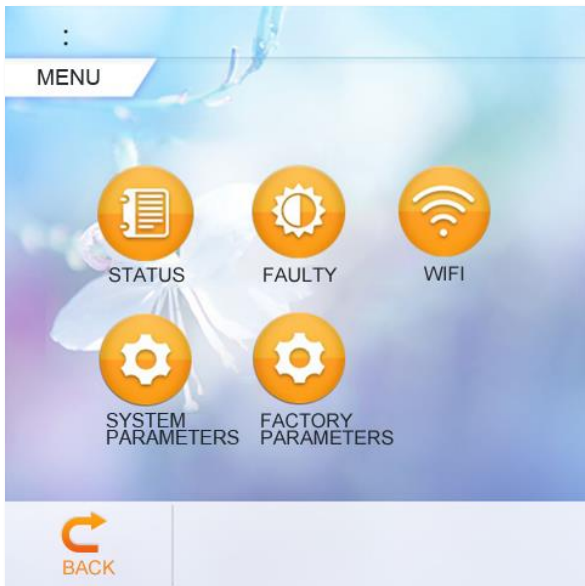 :
MENU
STATUS
FAULTY
WIFI
SYSTEM
PARAMETERS
FACTORY
PARAMETERS
BACK